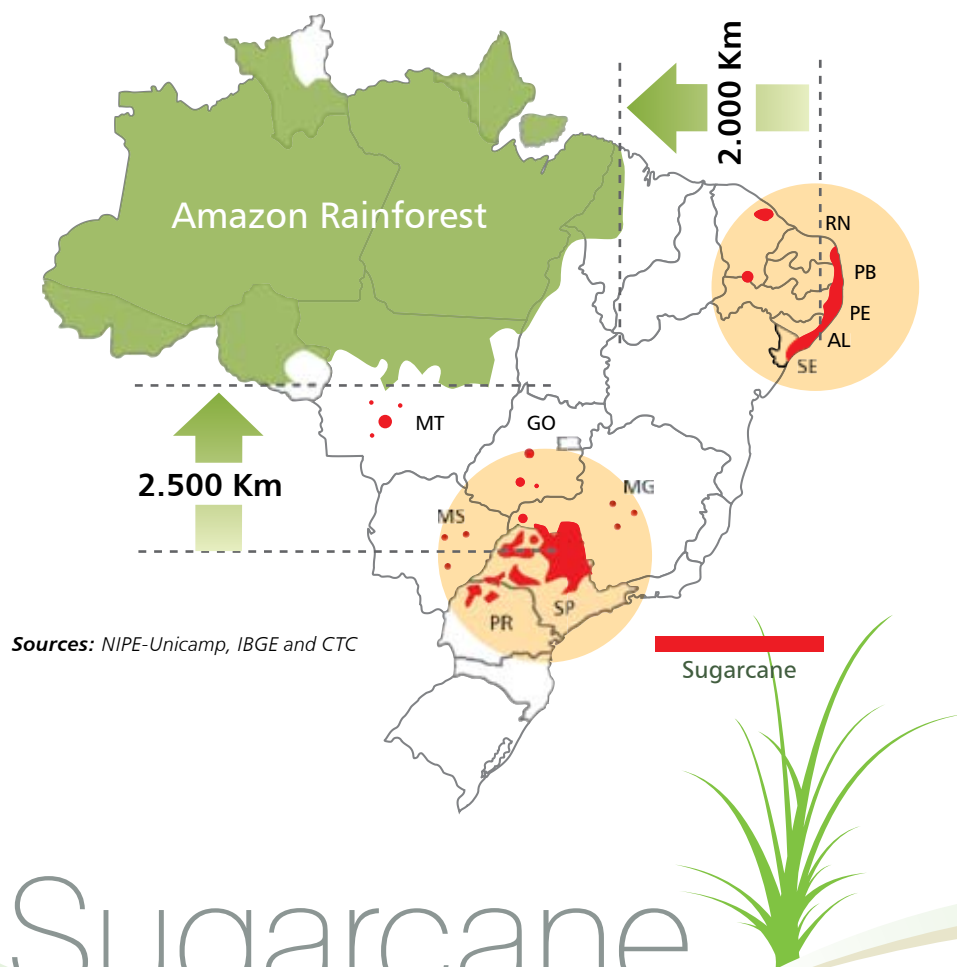 2.000 Km
Amazon Rainforest
RN
PB
PE
AL
SE
MT
GO
2.500 Km
MG
MS
SP
PR
Sources: NIPE-Unicamp, IBGE and CTC
Sugarcane
Sugarcane